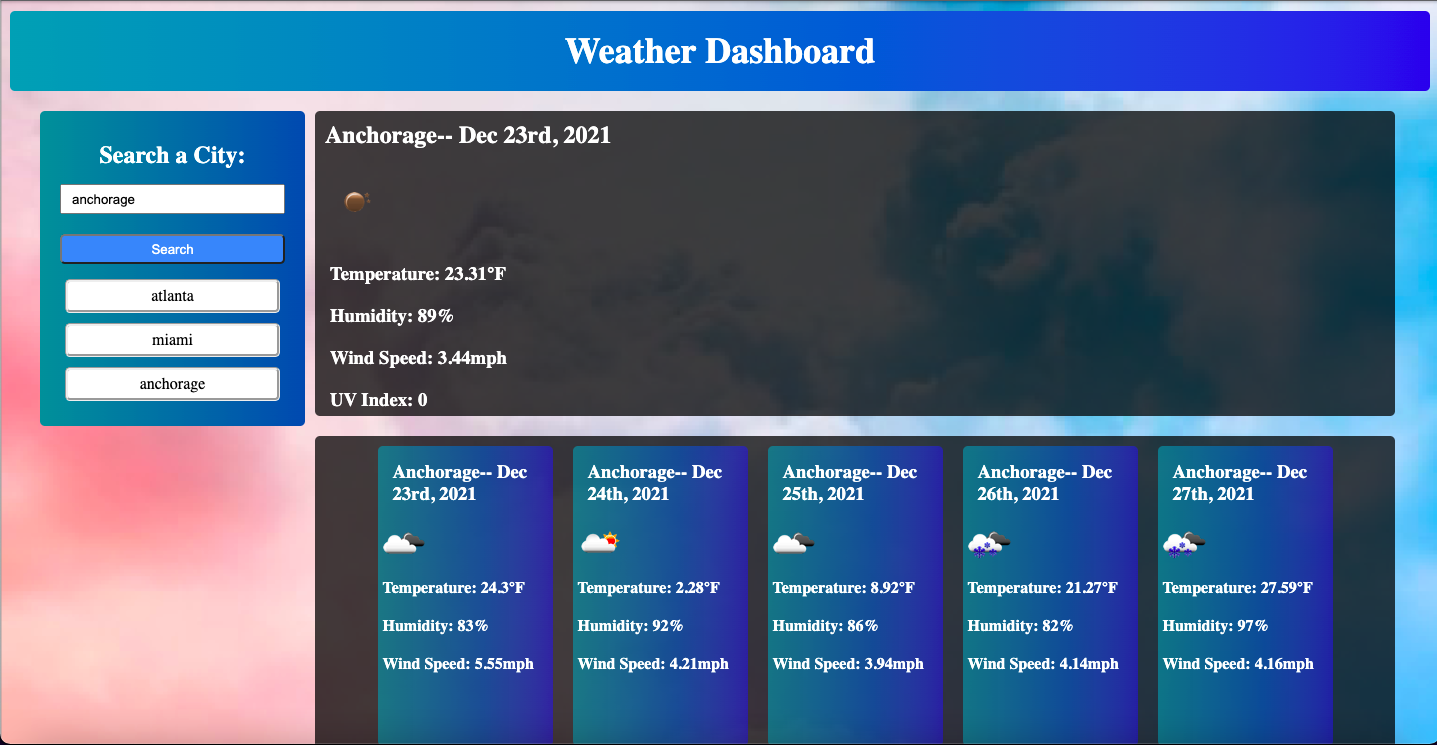 Weather Dashboard
Search a City:
anchorage
Search
atlanta
miami
anchorage
Anchorage-- Dec 23rd, 2021
Temperature: 23.31°F
Humidity: 89%
Wind Speed: 3.44mph
UV Index: 0
Anchorage-- Dec
23rd, 2021
Temperature: 24.3°F
Humidity: 83%
Wind Speed: 5.55mph
Anchorage-- Dec
24th, 2021
Temperature: 2.28°F
Humidity: 92%
Wind Speed: 4.21mph
Anchorage-- Dec
25th, 2021
Temperature: 8.92°F
Humidity: 86%
Wind Speed: 3.94mph
Anchorage-- Dec
26th, 2021
Temperature: 21.27°F
Humidity: 82%
Wind Speed: 4.14mph
Anchorage-- Dec
27th, 2021
Temperature: 27.59°F
Humidity: 97%
Wind Speed: 4.16mph